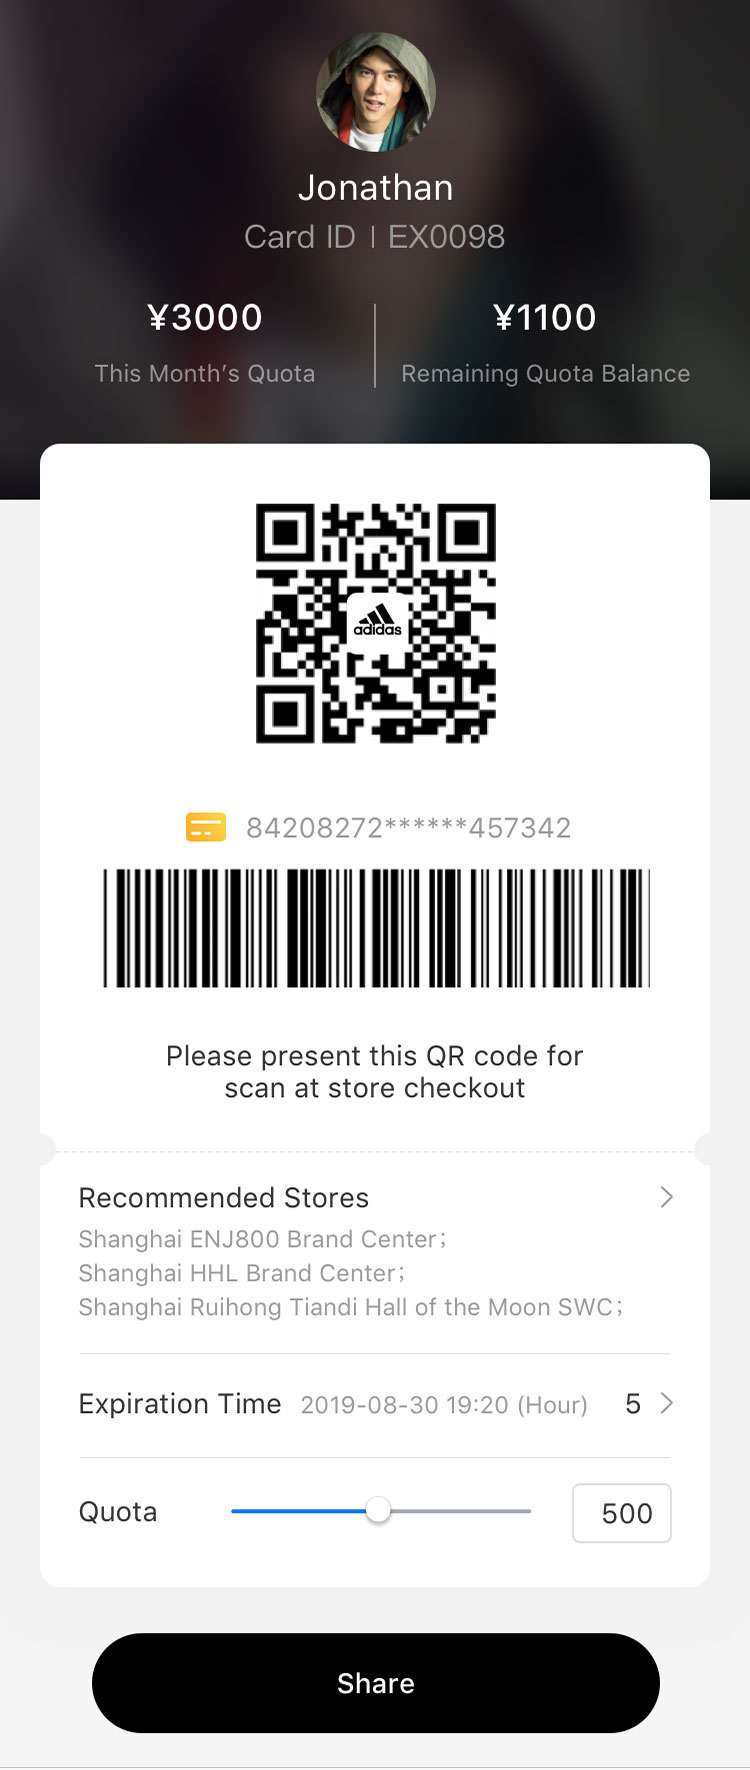 Jonathan
Card ID | EX0098
¥3000
¥1100
This Month's Quota
Remaining Quota Balance
adidas
84208272******457342
Please present this QR code for
scan at store checkout
Recommended Stores
Shanghai ENJ800 Brand Center;
Shanghai HHL Brand Center;
Shanghai Ruihong Tiandi Hall of the Moon SWC;
Expiration Time 2019-08-30 19:20 (Hour) 5
Quota 500
Share